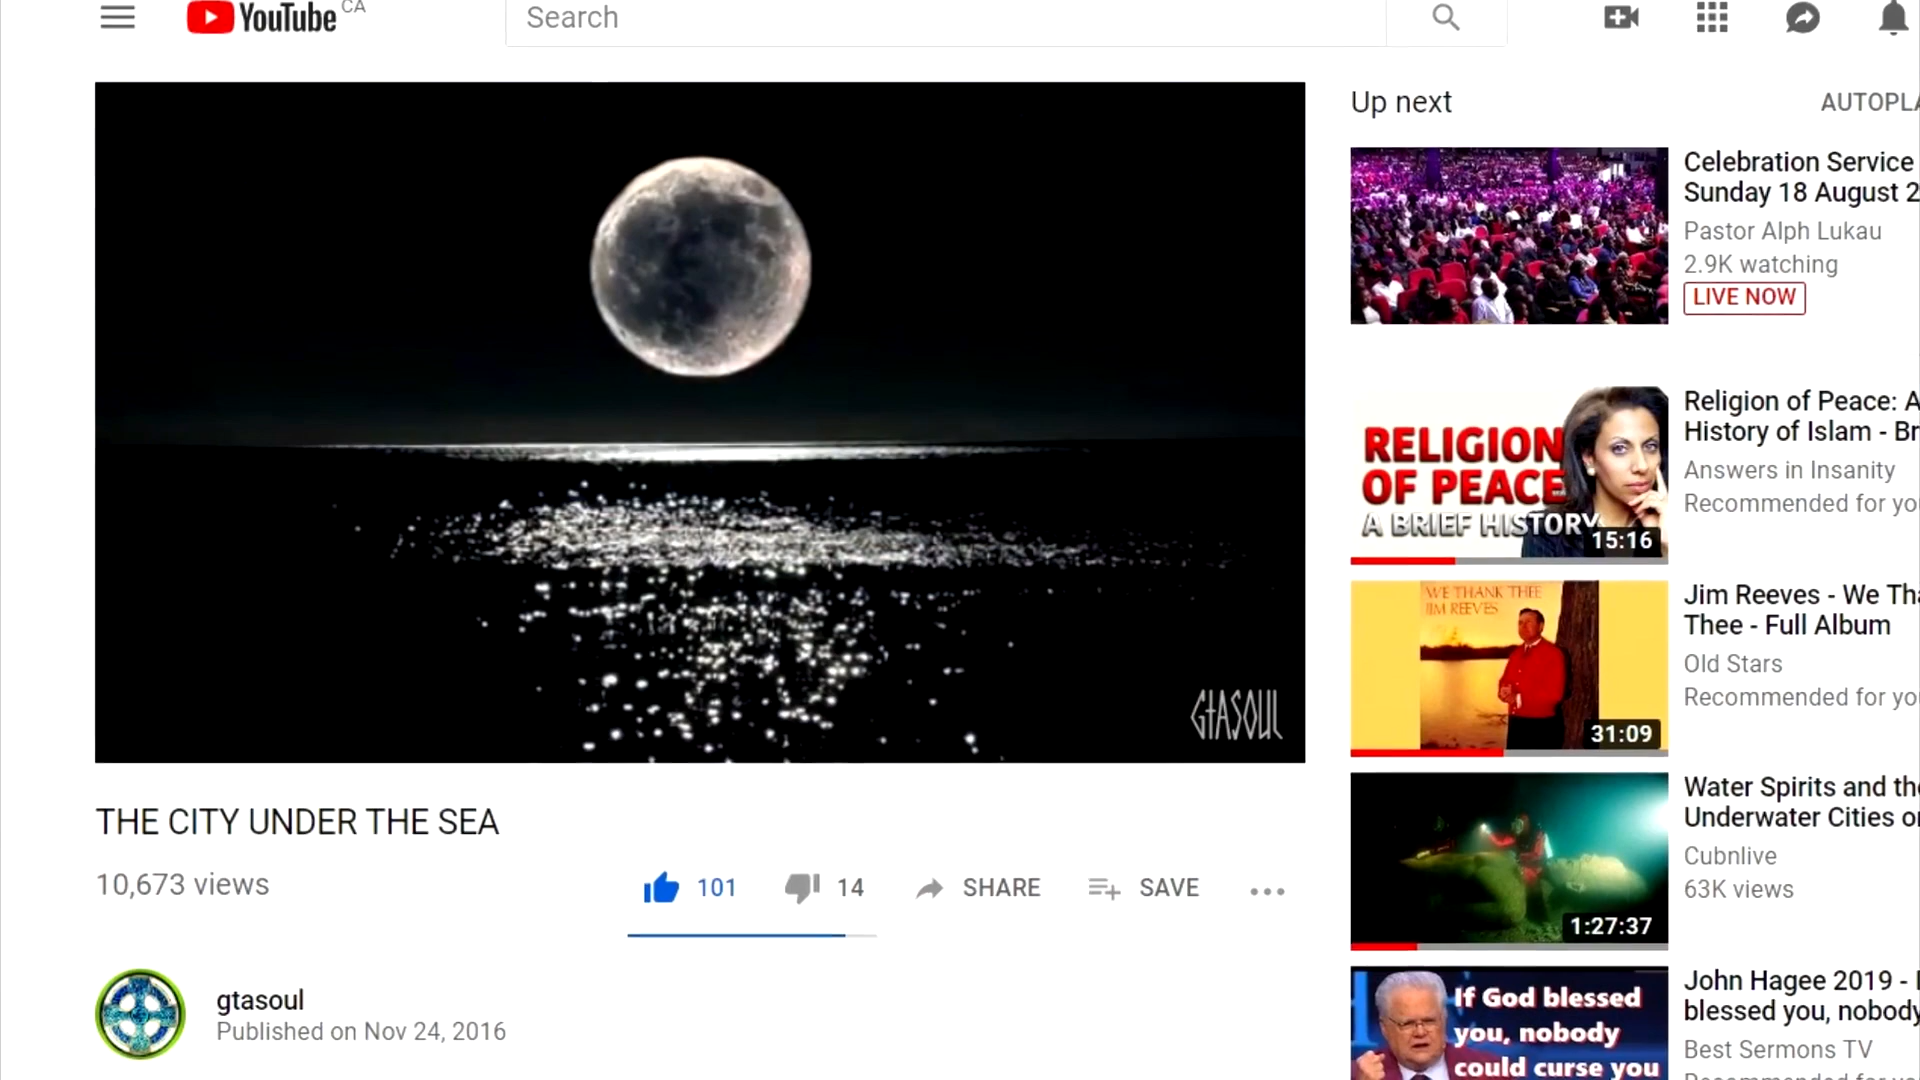 YouTube CA
Search
GTASOUL
THE CITY UNDER THE SEA
10,673 views
101
14
SHARE
SAVE
gtasoul
Published on Nov 24, 2016
Up next
AUTOPLA
Celebration Service
Sunday 18 August 2
Pastor Alph Lukau
2.9K watching
LIVE NOW
RELIGION
OF PEACE
A BRIEF HISTORY
15:16
Religion of Peace: A
History of Islam - Br
Answers in Insanity
Recommended for yo
WE THANK THEE
JIM REEVES
31:09
Jim Reeves - We Tha
Thee - Full Album
Old Stars
Recommended for yo
1:27:37
Water Spirits and the
Underwater Cities o
Cubnlive
63K views
If God blessed
you, nobody
could curse you
John Hagee 2019 - 
blessed you, nobody
Best Sermons TV